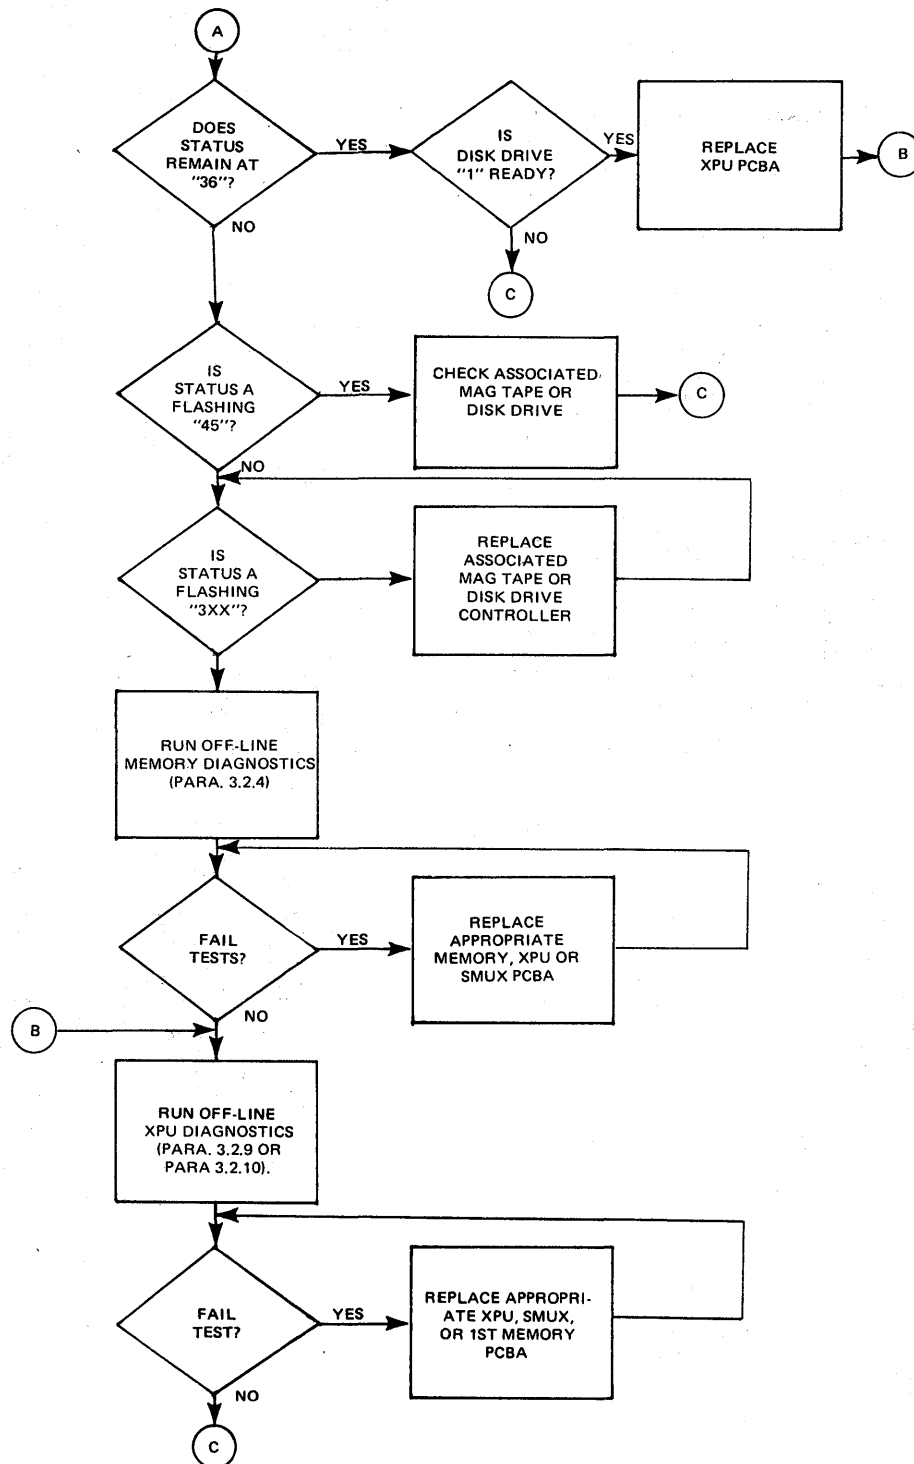 A
DOES
STATUS
REMAIN AT
"36"?
YES
NO
IS
DISK DRIVE
"1" READY?
YES
NO
REPLACE
XPU PCBA
B
C
IS
STATUS A
FLASHING
"45"?
YES
NO
CHECK ASSOCIATED
MAG TAPE OR
DISK DRIVE
C
IS
STATUS A
FLASHING
"3XX"?
REPLACE
ASSOCIATED
MAG TAPE OR
DISK DRIVE
CONTROLLER
RUN OFF-LINE
MEMORY DIAGNOSTICS
(PARA. 3.2.4)
FAIL
TESTS?
YES
NO
REPLACE
APPROPRIATE
MEMORY, XPU OR
SMUX PCBA
B
RUN OFF-LINE
XPU DIAGNOSTICS
(PARA. 3.2.9 OR
PARA 3.2.10).
FAIL
TEST?
YES
NO
REPLACE APPROPRI-
ATE XPU, SMUX,
OR 1ST MEMORY
PCBA
C